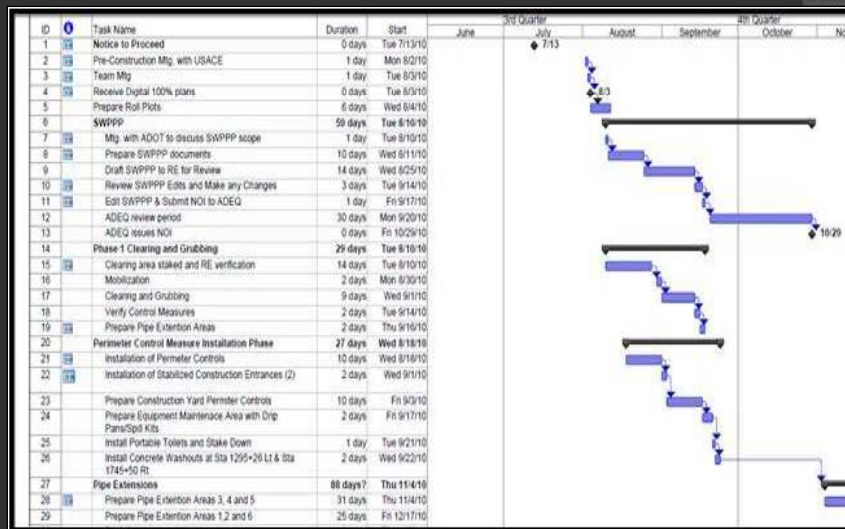 3rd Quarter 4th Quarter
ID Task Name Duration Start June July August September October No
1 Notice to Proceed 0 days Tue 7/13/10 7/13
2 Pre-Construction Mtg. with USACE 1 day Mon 8/2/10
3 Team Mtg 1 day Tue 8/3/10
4 Receive Digital 100% plans 0 days Tue 8/3/10 8/3
5 Prepare Roll Plots 6 days Wed 8/4/10
6 SWPPP 59 days Tue 8/10/10
7 Mtg. with ADOT to discuss SWPPP scope 1 day Tue 8/10/10
8 Prepare SWPPP documents 10 days Wed 8/11/10
9 Draft SWPPP to RE for Review 14 days Wed 8/25/10
10 Review SWPPP Edits and Make any Changes 3 days Tue 9/14/10
11 Edit SWPPP & Submit NOI to ADEQ 1 day Fri 9/17/10
12 ADEQ review period 30 days Mon 9/20/10
13 ADEQ issues NOI 0 days Fri 10/29/10 10/29
14 Phase 1 Clearing and Grubbing 29 days Tue 8/10/10
15 Clearing area staked and RE verification 14 days Tue 8/10/10
16 Mobilization 2 days Mon 8/30/10
17 Clearing and Grubbing 9 days Wed 9/1/10
18 Verify Control Measures 2 days Tue 9/14/10
19 Prepare Pipe Extention Areas 2 days Thu 9/16/10
20 Perimeter Control Measure Installation Phase 27 days Wed 8/18/10
21 Installation of Permeter Controls 10 days Wed 8/18/10
22 Installation of Stabilized Construction Entrances (2) 2 days Wed 9/1/10
23 Prepare Construction Yard Permiter Controls 10 days Fri 9/3/10
24 Prepare Equipment Maintenace Area with Drip 2 days Fri 9/17/10
Pans/Spill Kits
25 Install Portable Toilets and Stake Down 1 day Tue 9/21/10
26 Install Concrete Washouts at Sta 1295+26 Lt & Sta 2 days Wed 9/22/10
1745+50 Rt
27 Pipe Extensions 88 days? Thu 11/4/10
28 Prepare Pipe Extention Areas 3, 4 and 5 31 days Thu 11/4/10
29 Prepare Pipe Extention Areas 1,2 and 6 25 days Fri 12/17/10